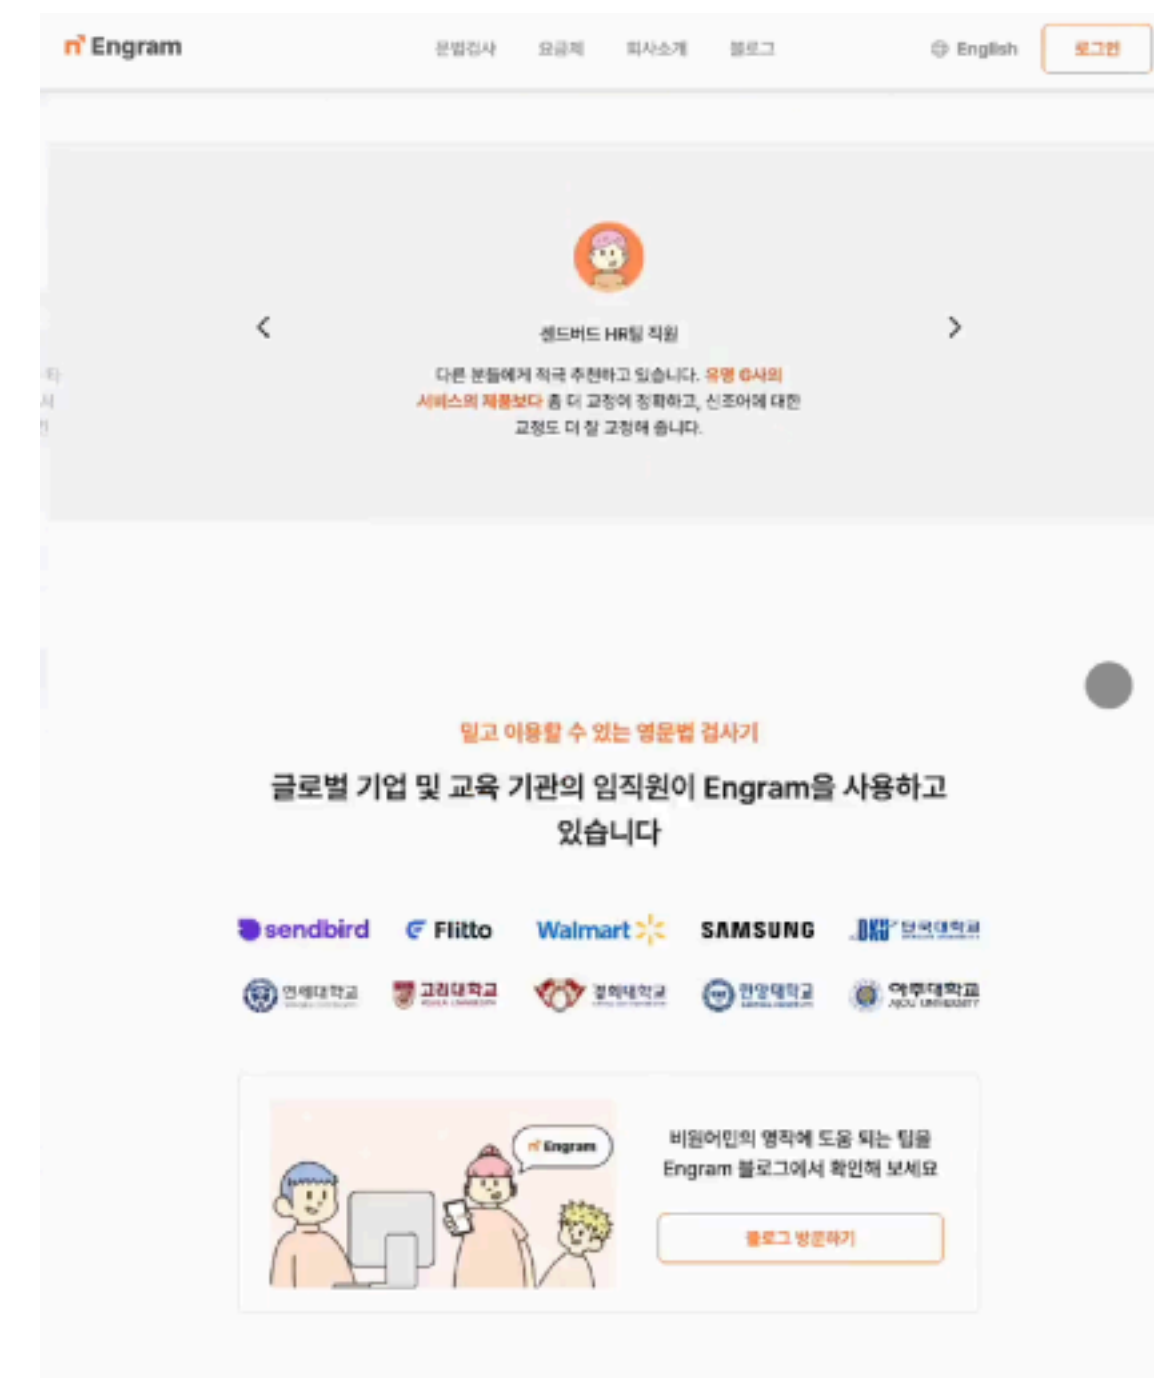 Engram
문법검사 요금제 회사소개 블로그
English
로그인
센드버드 HR팀 직원
다른 분들에게 적극 추천하고 있습니다. 유명 G사의
서비스의 제품보다 좀 더 교정이 정확하고, 신조어에 대한
교정도 더 잘 교정해 줍니다.
믿고 이용할 수 있는 영문법 검사기
글로벌 기업 및 교육 기관의 임직원이 Engram을 사용하고
있습니다
sendbird Flitto Walmart SAMSUNG DKU 단국대학교
연세대학교 고려대학교 경희대학교 한양대학교 아주대학교
AJOU UNIVERSITY
Engram
비원어민의 영작에 도움 되는 팁을
Engram 블로그에서 확인해 보세요
블로그 방문하기